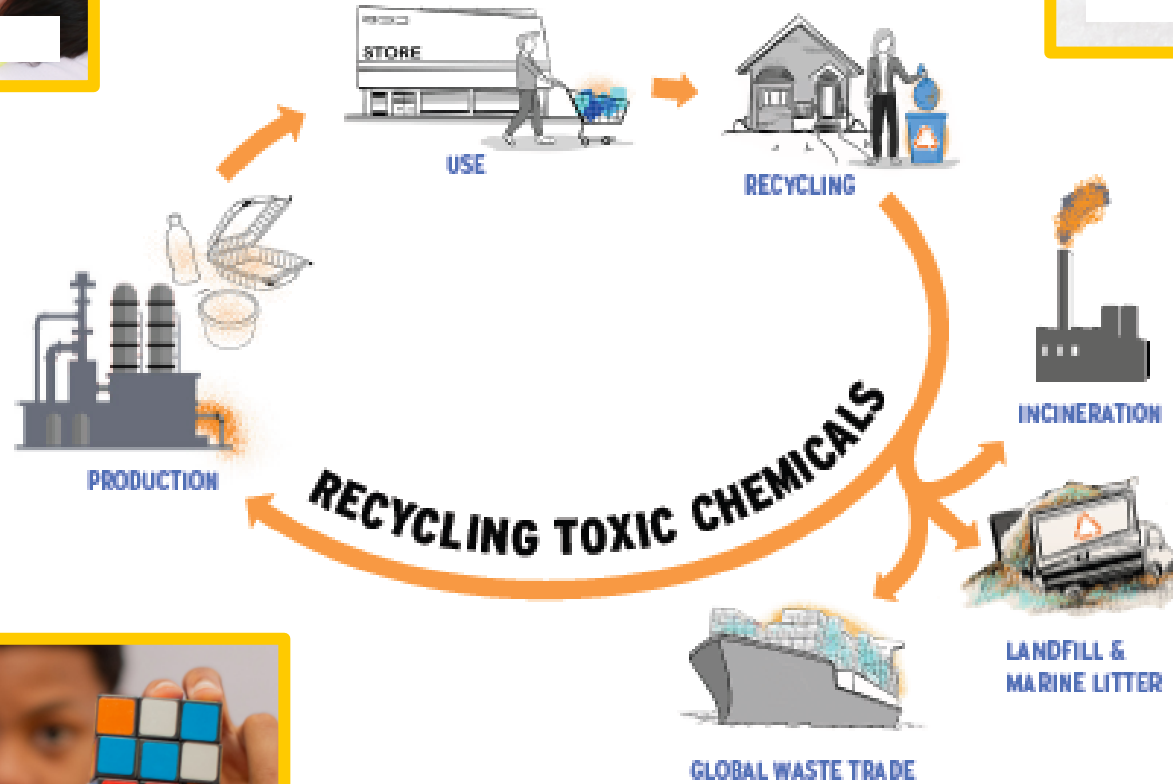 STORE
USE
RECYCLING
INCINERATION
PRODUCTION
RECYCLING TOXIC CHEMICALS
LANDFILL &
MARINE LITTER
GLOBAL WASTE TRADE